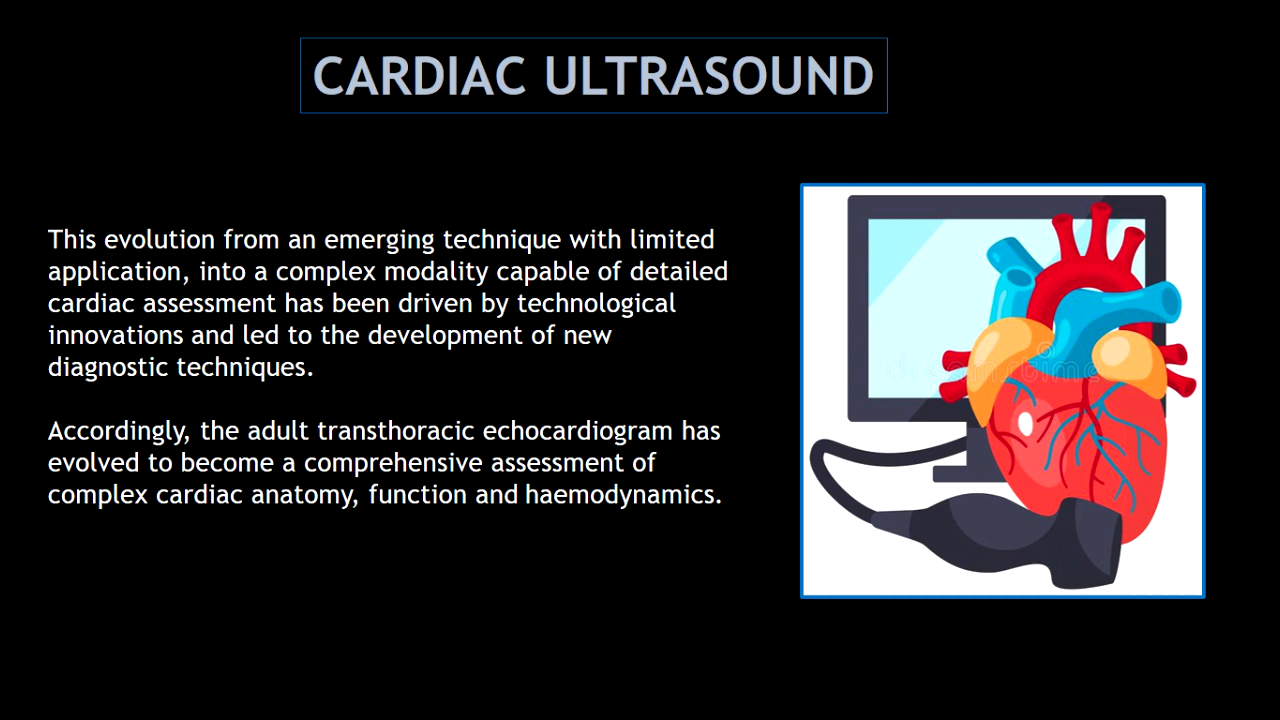 CARDIAC ULTRASOUND
This evolution from an emerging technique with limited
application, into a complex modality capable of detailed
cardiac assessment has been driven by technological
innovations and led to the development of new
diagnostic techniques.
Accordingly, the adult transthoracic echocardiogram has
evolved to become a comprehensive assessment of
complex cardiac anatomy, function and haemodynamics.
dreamstime